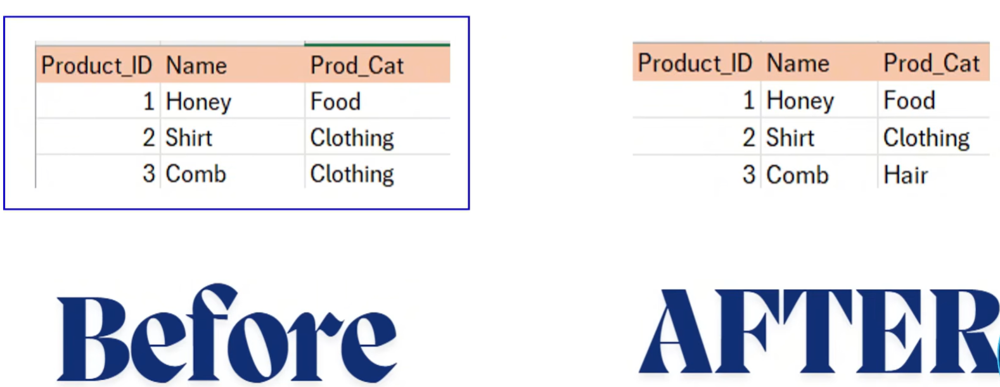 Product_ID Name Prod_Cat
1 Honey Food
2 Shirt Clothing
3 Comb Clothing
Before
Product_ID Name Prod_Cat
1 Honey Food
2 Shirt Clothing
3 Comb Hair
AFTER